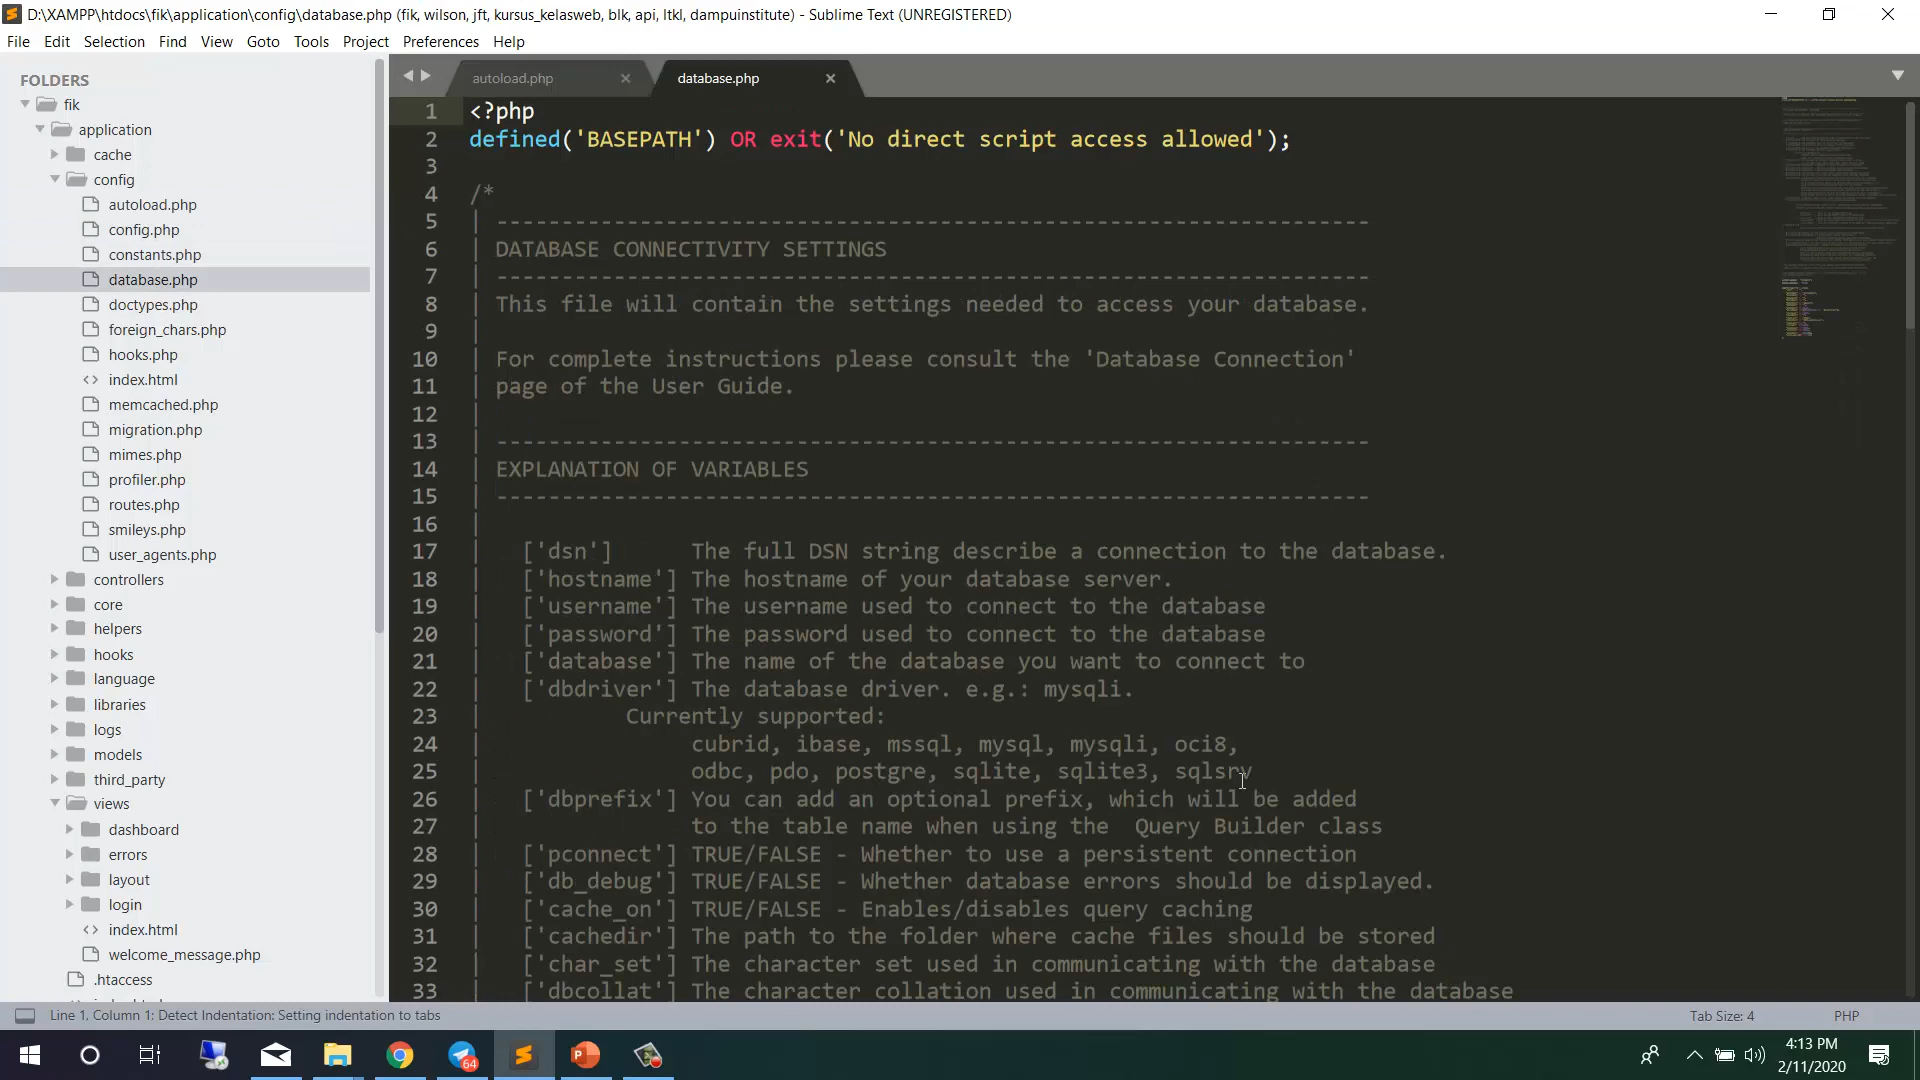 D:\XAMPP\htdocs\fik\application\config\database.php (fik, wilson, jft, kursus_kelasweb, blk, api, ltkl, dampuinstitute) - Sublime Text (UNREGISTERED)
File Edit Selection Find View Goto Tools Project Preferences Help
FOLDERS
fik
application
cache
config
autoload.php
config.php
constants.php
database.php
doctypes.php
foreign_chars.php
hooks.php
<> index.html
memcached.php
migration.php
mimes.php
profiler.php
routes.php
smileys.php
user_agents.php
controllers
core
helpers
hooks
language
libraries
logs
models
third_party
views
dashboard
errors
layout
login
<> index.html
welcome_message.php
.htaccess
autoload.php database.php
1 <?php
2 defined('BASEPATH') OR exit('No direct script access allowed');
3
4 /*
5 | -------------------------------------------------------------------
6 | DATABASE CONNECTIVITY SETTINGS
7 | -------------------------------------------------------------------
8 | This file will contain the settings needed to access your database.
9 |
10 | For complete instructions please consult the 'Database Connection'
11 | page of the User Guide.
12 |
13 | -------------------------------------------------------------------
14 | EXPLANATION OF VARIABLES
15 | -------------------------------------------------------------------
16 |
17 | ['dsn'] The full DSN string describe a connection to the database.
18 | ['hostname'] The hostname of your database server.
19 | ['username'] The username used to connect to the database
20 | ['password'] The password used to connect to the database
21 | ['database'] The name of the database you want to connect to
22 | ['dbdriver'] The database driver. e.g.: mysqli.
23 | Currently supported:
24 | cubrid, ibase, mssql, mysql, mysqli, oci8,
25 | odbc, pdo, postgre, sqlite, sqlite3, sqlsrv
26 | ['dbprefix'] You can add an optional prefix, which will be added
27 | to the table name when using the Query Builder class
28 | ['pconnect'] TRUE/FALSE - Whether to use a persistent connection
29 | ['db_debug'] TRUE/FALSE - Whether database errors should be displayed.
30 | ['cache_on'] TRUE/FALSE - Enables/disables query caching
31 | ['cachedir'] The path to the folder where cache files should be stored
32 | ['char_set'] The character set used in communicating with the database
33 | ['dbcollat'] The character collation used in communicating with the database
Line 1, Column 1; Detect Indentation: Setting indentation to tabs Tab Size: 4 PHP
64
4:13 PM
2/11/2020